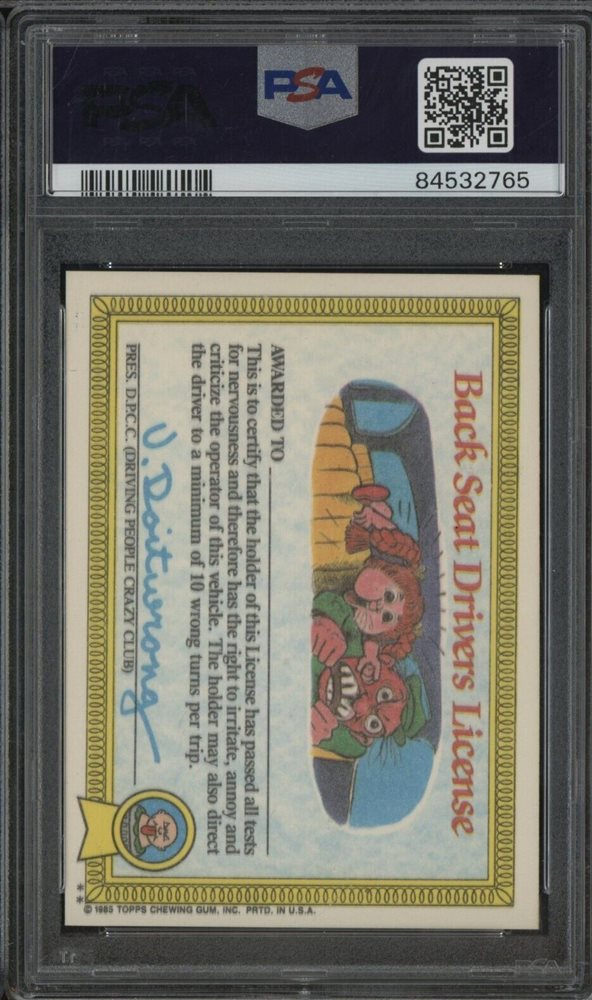 PSA
PSA
84532765
Back Seat Drivers License
AWARDED TO
This is to certify that the holder of this License has passed all tests
for nervousness and therefore has the right to irritate, annoy and
criticize the operator of this vehicle. The holder may also direct
the driver to a minimum of 10 wrong turns per trip.
U. Doitwrong
PRES. D.P.C.C. (DRIVING PEOPLE CRAZY CLUB)
**
© 1985 TOPPS CHEWING GUM, INC. PRTD. IN U.S.A.
PSA